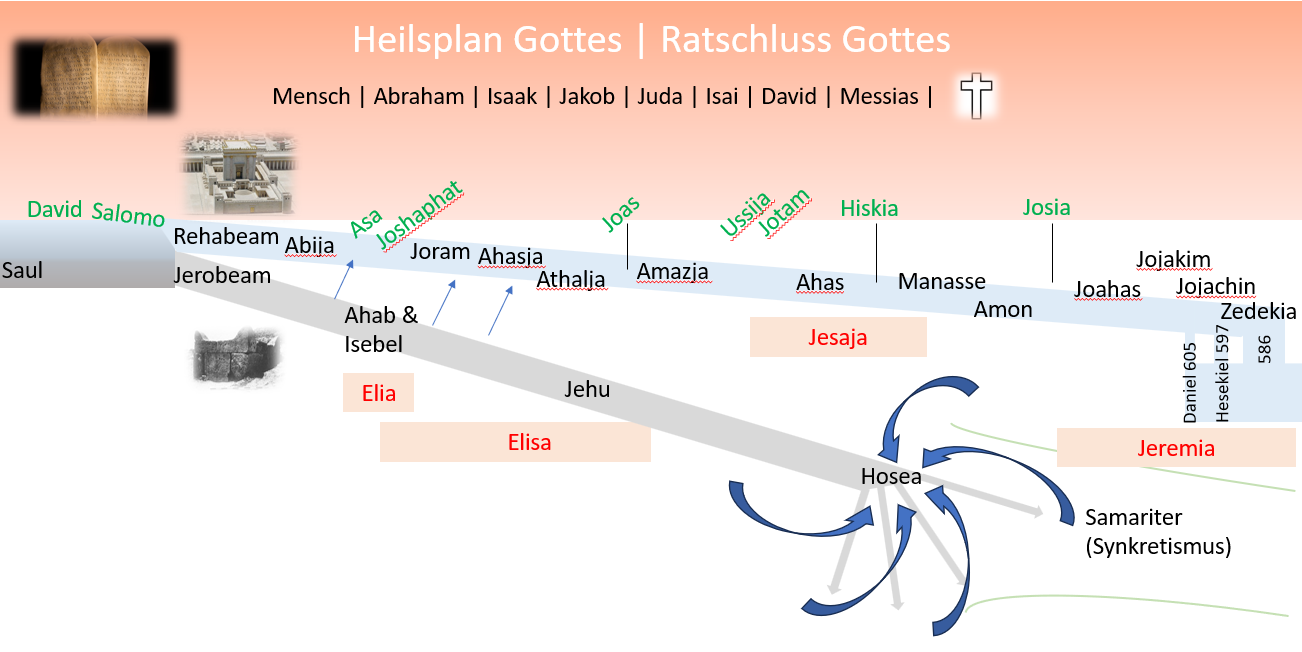 Heilsplan Gottes | Ratschluss Gottes
Mensch | Abraham | Isaak | Jakob | Juda | Isai | David | Messias |
David
Salomo
Asa
Joshaphat
Joas
Ussija
Jotam
Hiskia
Josia
Saul
Rehabeam
Abija
Joram
Ahasja
Athalja
Amazja
Ahas
Manasse
Amon
Joahas
Jojakim
Jojachin
Zedekia
Jerobeam
Ahab &
Isebel
Jesaja
Daniel 605
Hesekiel 597
586
Elia
Jehu
Elisa
Jeremia
Hosea
Samariter
(Synkretismus)